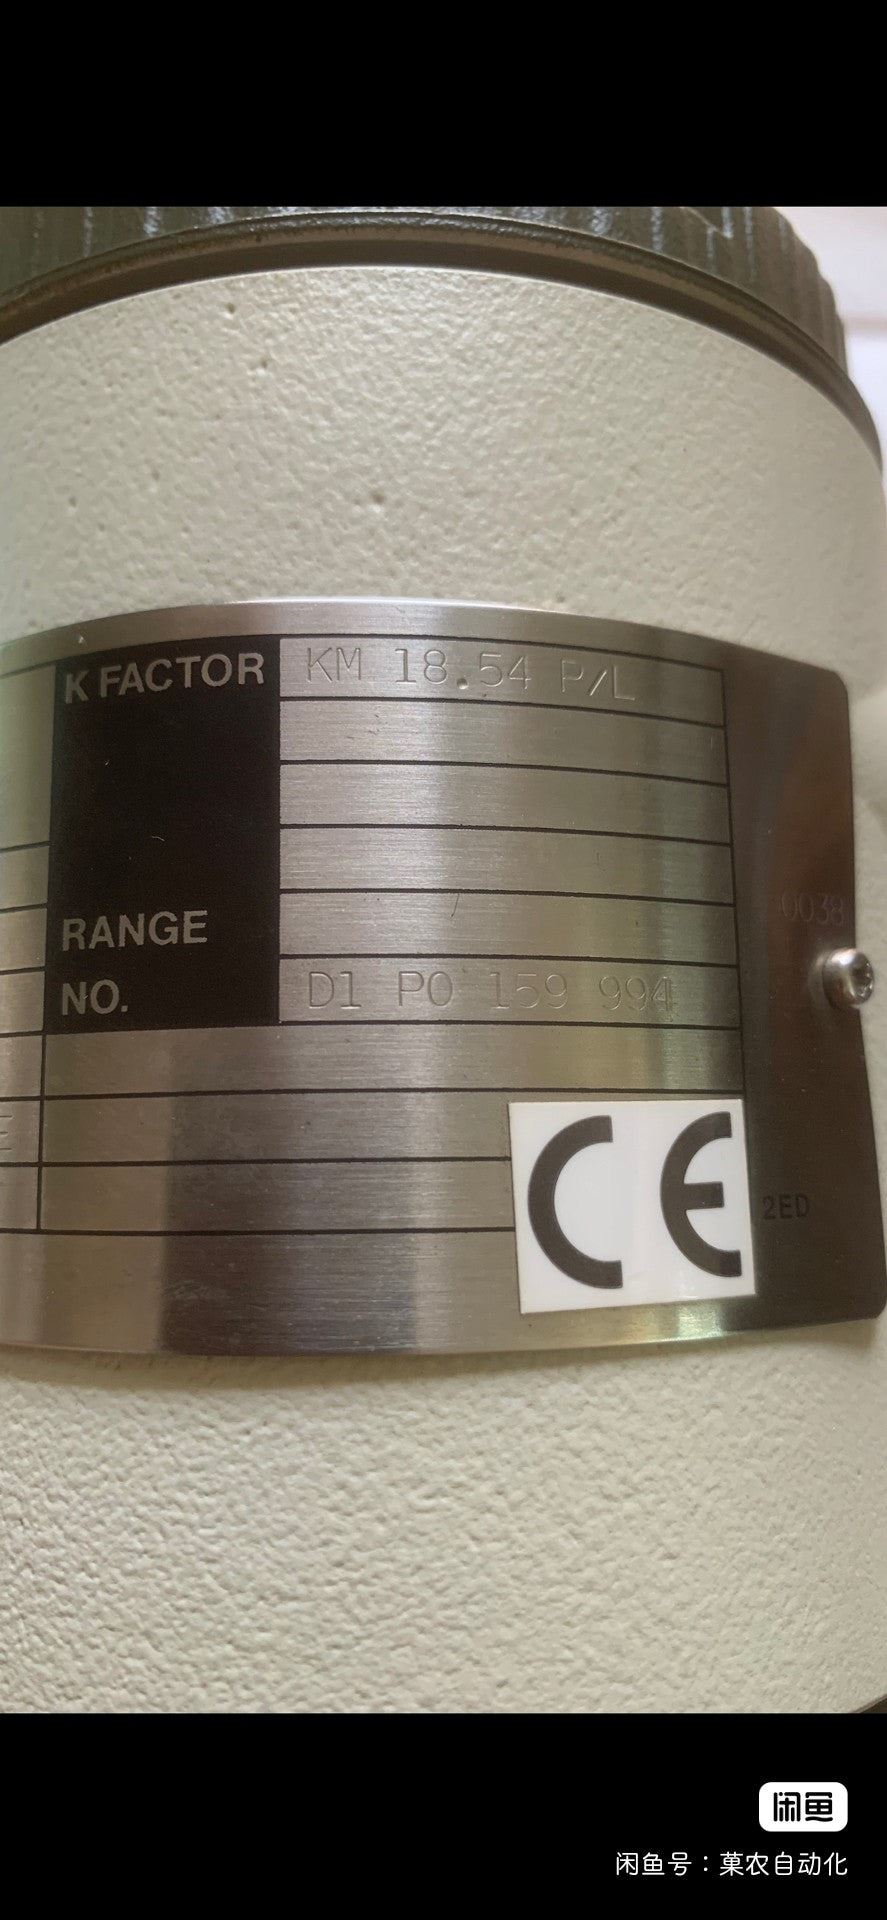 K FACTOR KM 18.54 P/L
RANGE
0038
NO. D1 P0 159 994
CE
2ED
闲鱼
闲鱼号：菓农自动化